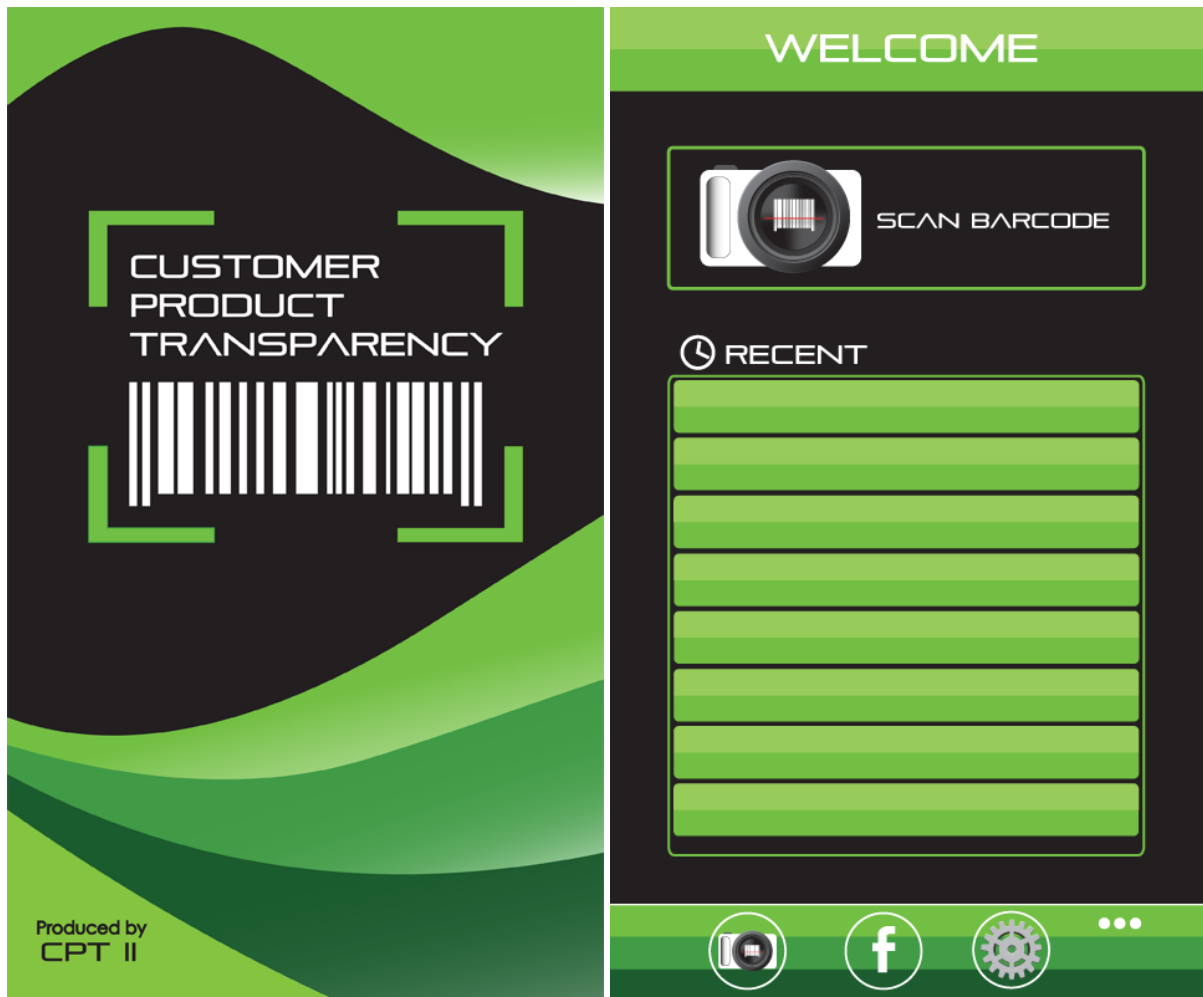 CUSTOMER
PRODUCT
TRANSPARENCY
Produced by
CPT II
WELCOME
SCAN BARCODE
RECENT
f